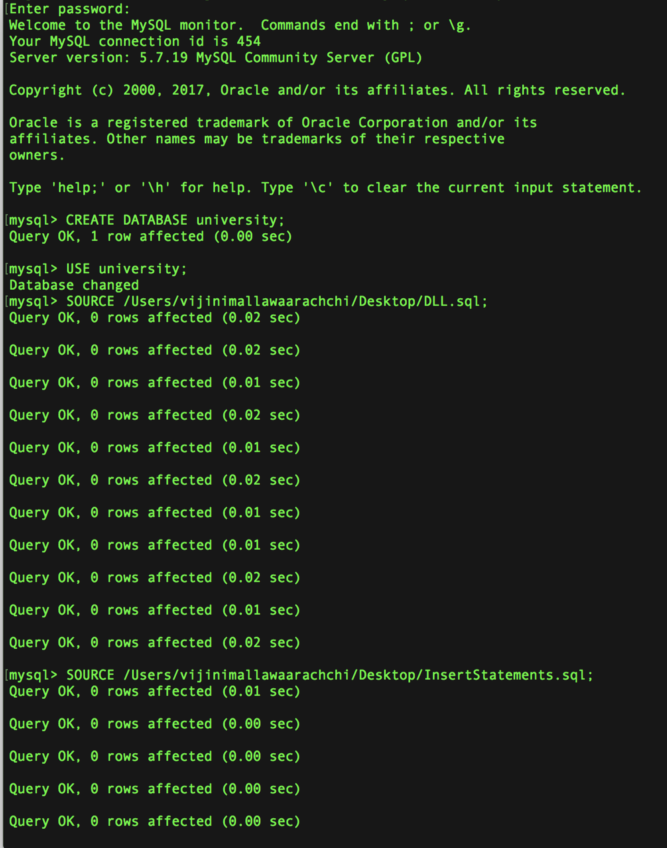 [Enter password:
Welcome to the MySQL monitor.  Commands end with ; or \g.
Your MySQL connection id is 454
Server version: 5.7.19 MySQL Community Server (GPL)
Copyright (c) 2000, 2017, Oracle and/or its affiliates. All rights reserved.
Oracle is a registered trademark of Oracle Corporation and/or its
affiliates. Other names may be trademarks of their respective
owners.
Type 'help;' or '\h' for help. Type '\c' to clear the current input statement.
[mysql> CREATE DATABASE university;
Query OK, 1 row affected (0.00 sec)
[mysql> USE university;
Database changed
[mysql> SOURCE /Users/vijinimallawaarachchi/Desktop/DLL.sql;
Query OK, 0 rows affected (0.02 sec)
Query OK, 0 rows affected (0.02 sec)
Query OK, 0 rows affected (0.01 sec)
Query OK, 0 rows affected (0.02 sec)
Query OK, 0 rows affected (0.01 sec)
Query OK, 0 rows affected (0.02 sec)
Query OK, 0 rows affected (0.01 sec)
Query OK, 0 rows affected (0.01 sec)
Query OK, 0 rows affected (0.02 sec)
Query OK, 0 rows affected (0.01 sec)
Query OK, 0 rows affected (0.02 sec)
[mysql> SOURCE /Users/vijinimallawaarachchi/Desktop/InsertStatements.sql;
Query OK, 0 rows affected (0.01 sec)
Query OK, 0 rows affected (0.00 sec)
Query OK, 0 rows affected (0.00 sec)
Query OK, 0 rows affected (0.00 sec)
Query OK, 0 rows affected (0.00 sec)